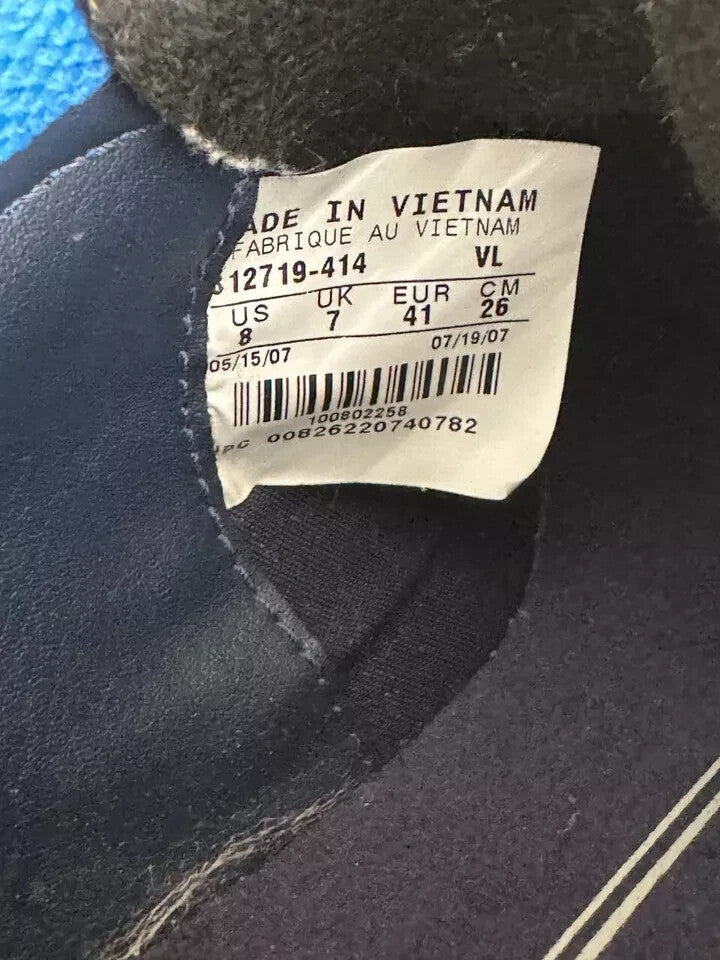 ADE IN VIETNAM
FABRIQUE AU VIETNAM
312719-414 VL
US UK EUR CM
8 7 41 26
05/15/07 07/19/07
100802258
UPC 00826220740782